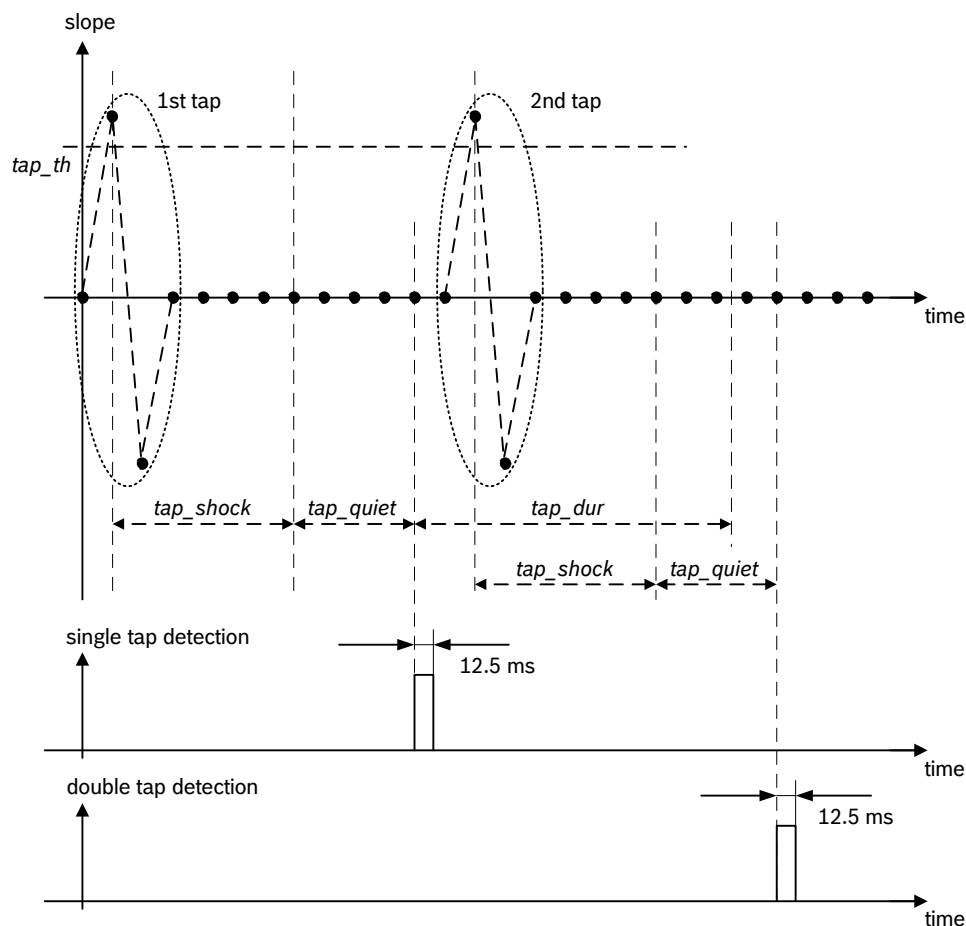 slope
1st tap
2nd tap
tap_th
time
tap_shock
tap_quiet
tap_dur
tap_shock
tap_quiet
single tap detection
12.5 ms
time
double tap detection
12.5 ms
time